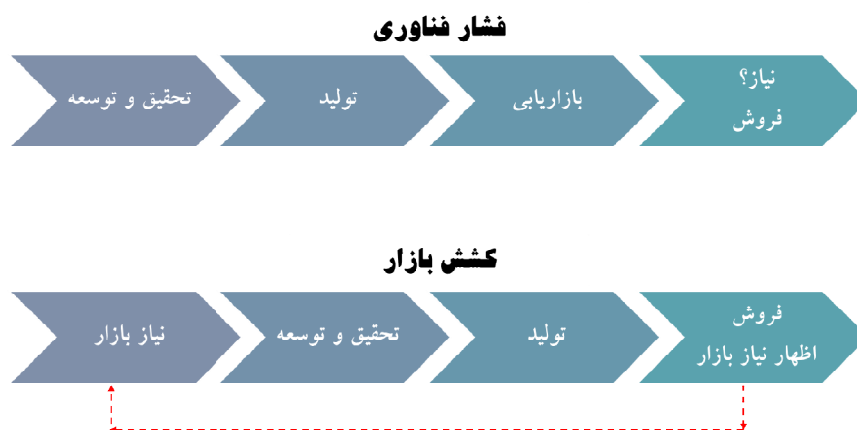 فشار فناوری
تحقیق و توسعه
تولید
بازاریابی
نیاز؟
فروش
کشش بازار
نیاز بازار
تحقیق و توسعه
تولید
فروش
اظهار نیاز بازار